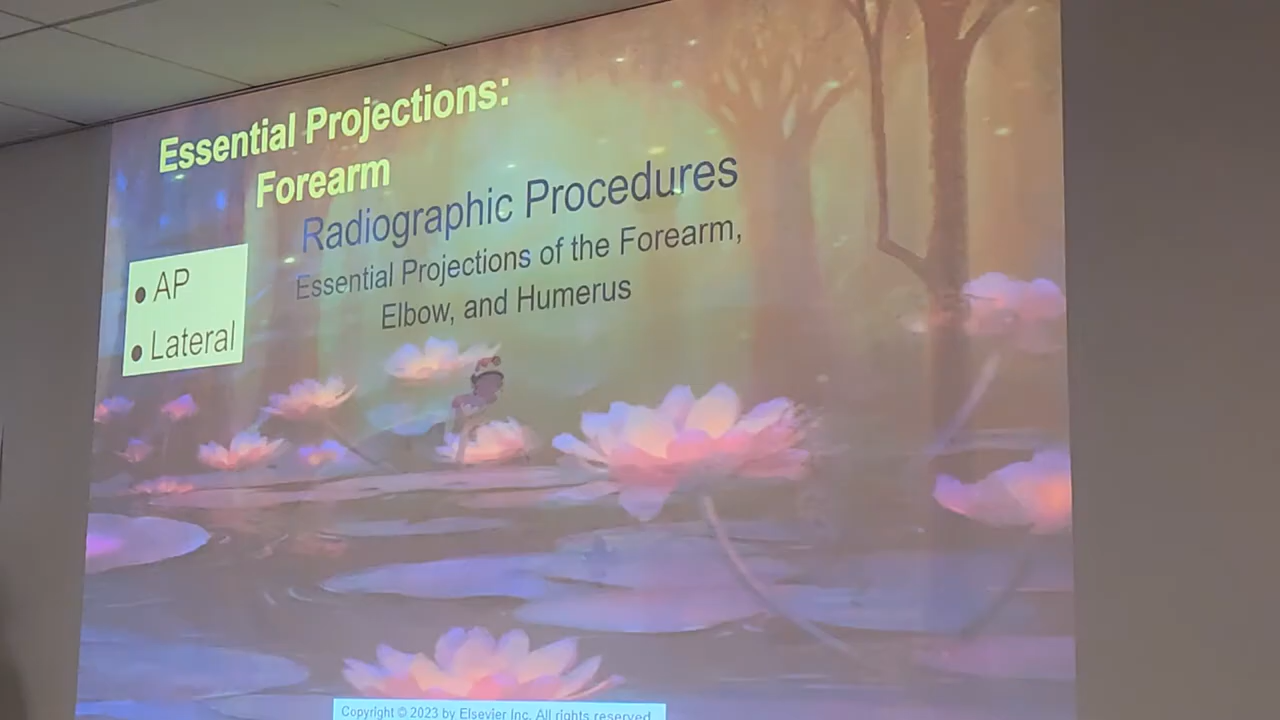 Essential Projections:
Forearm
Radiographic Procedures
Essential Projections of the Forearm,
Elbow, and Humerus
• AP
• Lateral
Copyright © 2023 by Elsevier Inc. All rights reserved.